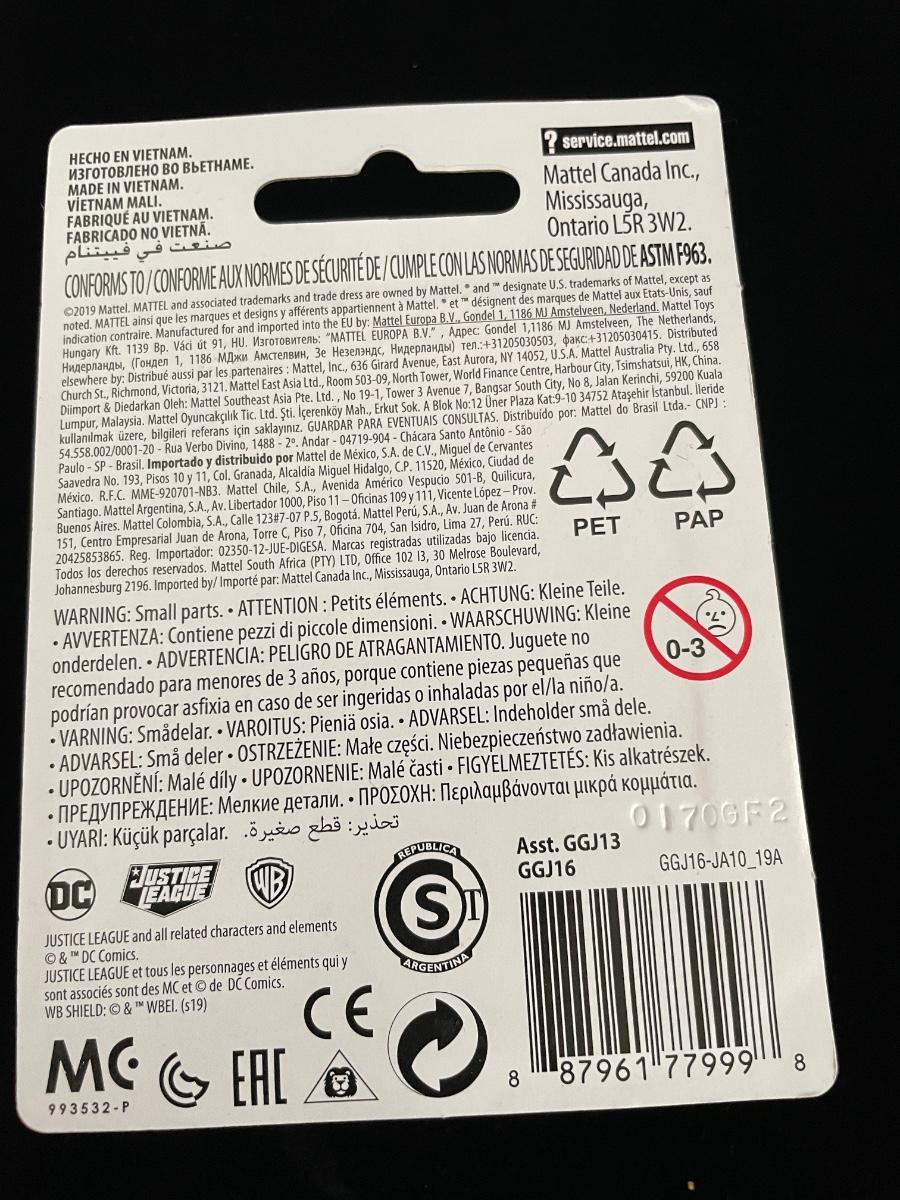 HECHO EN VIETNAM.
ИЗГОТОВЛЕНО ВО ВЬЕТНАМЕ.
MADE IN VIETNAM.
VİETNAM MALI.
FABRIQUÉ AU VIETNAM.
FABRICADO NO VIETNÃ.
صنعت في فييتنام
? service.mattel.com
Mattel Canada Inc.,
Mississauga,
Ontario L5R 3W2.
CONFORMS TO / CONFORME AUX NORMES DE SÉCURITÉ DE / CUMPLE CON LAS NORMAS DE SEGURIDAD DE ASTM F963.
©2019 Mattel. MATTEL and associated trademarks and trade dress are owned by Mattel. ® and ™ designate U.S. trademarks of Mattel, except as
noted. MATTEL ainsi que les marques et designs y afférents appartiennent à Mattel. ® et ™ désignent des marques de Mattel aux États-Unis, sauf
indication contraire. Manufactured for and imported into the EU by: Mattel Europa B.V., Gondel 1, 1186 MJ Amstelveen, Nederland. Mattel Toys
Hungary Kft. 1139 Bp. Váci út 91, HU. Изготовитель: "MATTEL EUROPA B.V." , Адрес: Gondel 1,1186 MJ Amstelveen, The Netherlands,
Нидерланды, (Гондел 1, 1186 МДжи Амстелвин, Зе Незелэндс, Нидерланды) тел.:+31205030503, факс:+31205030415. Distributed
elsewhere by: Distribué aussi par les partenaires : Mattel, Inc., 636 Girard Avenue, East Aurora, NY 14052, U.S.A. Mattel Australia Pty. Ltd., 658
Church St., Richmond, Victoria, 3121. Mattel East Asia Ltd., Room 503-09, North Tower, World Finance Centre, Harbour City, Tsimshatsui, HK, China.
Diimport & Diedarkan Oleh: Mattel Southeast Asia Pte. Ltd. , No 19-1, Tower 3 Avenue 7, Bangsar South City, No 8, Jalan Kerinchi, 59200 Kuala
Lumpur, Malaysia. Mattel Oyuncakçılık Tic. Ltd. Şti. İçerenköy Mah., Erkut Sok. A Blok No:12 Üner Plaza Kat:9-10 34752 Ataşehir İstanbul. İleride
kullanılmak üzere, bilgileri referans için saklayınız. GUARDAR PARA EVENTUAIS CONSULTAS. Distribuído por: Mattel do Brasil Ltda.- CNPJ :
54.558.002/0001-20 - Rua Verbo Divino, 1488 - 2º. Andar - 04719-904 - Chácara Santo Antônio - São
Paulo - SP - Brasil. Importado y distribuido por Mattel de México, S.A. de C.V., Miguel de Cervantes
Saavedra No. 193, Pisos 10 y 11, Col. Granada, Alcaldía Miguel Hidalgo, C.P. 11520, México, Ciudad de
México. R.F.C. MME-920701-NB3. Mattel Chile, S.A., Avenida Américo Vespucio 501-B, Quilicura,
Santiago. Mattel Argentina, S.A., Av. Libertador 1000, Piso 11 – Oficinas 109 y 111, Vicente López – Prov.
Buenos Aires. Mattel Colombia, S.A., Calle 123#7-07 P.5, Bogotá. Mattel Perú, S.A., Av. Juan de Arona #
151, Centro Empresarial Juan de Arona, Torre C, Piso 7, Oficina 704, San Isidro, Lima 27, Perú. RUC:
20425853865. Reg. Importador: 02350-12-JUE-DIGESA. Marcas registradas utilizadas bajo licencia.
Todos los derechos reservados. Mattel South Africa (PTY) LTD, Office 102 I3, 30 Melrose Boulevard,
Johannesburg 2196. Imported by/ Importé par: Mattel Canada Inc., Mississauga, Ontario L5R 3W2.
PET PAP
WARNING: Small parts. • ATTENTION : Petits éléments. • ACHTUNG: Kleine Teile.
• AVVERTENZA: Contiene pezzi di piccole dimensioni. • WAARSCHUWING: Kleine
onderdelen. • ADVERTENCIA: PELIGRO DE ATRAGANTAMIENTO. Juguete no
recomendado para menores de 3 años, porque contiene piezas pequeñas que
podrían provocar asfixia en caso de ser ingeridas o inhaladas por el/la niño/a.
• VARNING: Smådelar. • VAROITUS: Pieniä osia. • ADVARSEL: Indeholder små dele.
• ADVARSEL: Små deler • OSTRZEŻENIE: Małe części. Niebezpieczeństwo zadławienia.
• UPOZORNĚNÍ: Malé díly • UPOZORNENIE: Malé časti • FIGYELMEZTETÉS: Kis alkatrészek.
• ПРЕДУПРЕЖДЕНИЕ: Мелкие детали. • ΠΡΟΣΟΧΗ: Περιλαμβάνονται μικρά κομμάτια.
• UYARI: Küçük parçalar. تحذير: قطع صغيرة.
0-3
0170GF2
Asst. GGJ13
GGJ16 GGJ16-JA10_19A
DC JUSTICE LEAGUE WB
REPUBLICA
S T
ARGENTINA
JUSTICE LEAGUE and all related characters and elements
© & ™ DC Comics.
JUSTICE LEAGUE et tous les personnages et éléments qui y
sont associés sont des MC et © de DC Comics.
WB SHIELD: © & ™ WBEI. (s19)
CE
MC EAC
993532-P
8 87961 77999 8